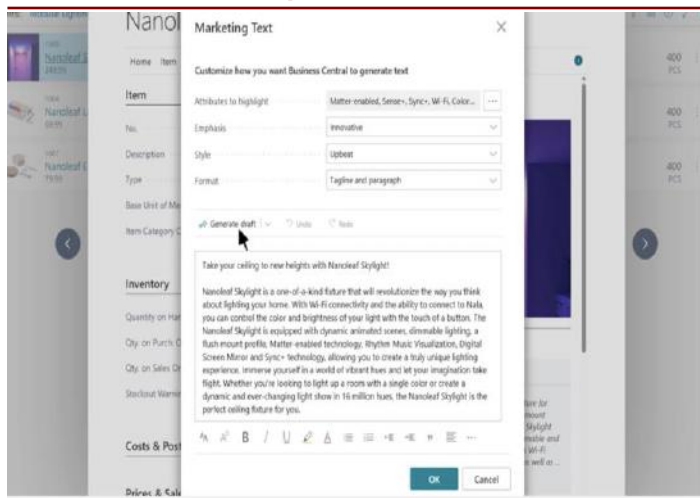 Nanol
Marketing Text
Home Item
Customize how you want Business Central to generate text
Item
Attributes to highlight
Matter-enabled, Sense+, Sync+, Wi-Fi, Color...
No.
Emphasis
Innovative
Description
Style
Upbeat
Type
Format
Tagline and paragraph
Base Unit of Me
Item Category C
Generate draft
Undo
Redo
Take your ceiling to new heights with Nanoleaf Skylight!
Inventory
Nanoleaf Skylight is a one-of-a-kind fixture that will revolutionize the way you think
about lighting your home. With Wi-Fi connectivity and the ability to connect to Nala,
you can control the color and brightness of your light with the touch of a button. The
Nanoleaf Skylight is equipped with dynamic animated scenes, dimmable lighting, a
flush mount profile, Matter-enabled technology, Rhythm Music Visualization, Digital
Screen Mirror and Sync+ technology, allowing you to create a truly unique lighting
experience. Immerse yourself in a world of vibrant hues and let your imagination take
flight. Whether you're looking to light up a room with a single color or create a
dynamic and ever-changing light show in 16 million hues, the Nanoleaf Skylight is the
perfect ceiling fixture for you.
Quantity on Han
Qty. on Purch. O
Qty. on Sales Or
Stockout Warnin
Costs & Post
OK
Cancel
Prices & Sale
Nanoleaf S
Nanoleaf L
Nanoleaf E
400
PCS
400
PCS
400
PCS